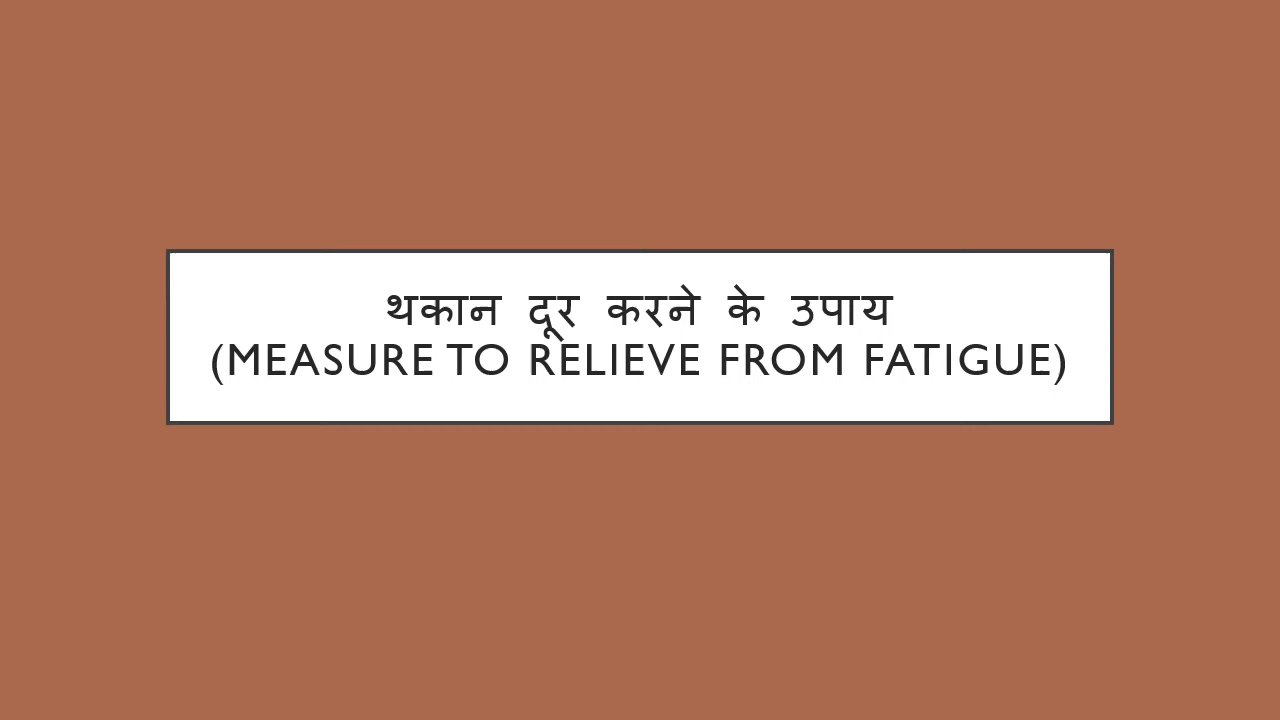 थकान दूर करने के उपाय
(MEASURE TO RELIEVE FROM FATIGUE)